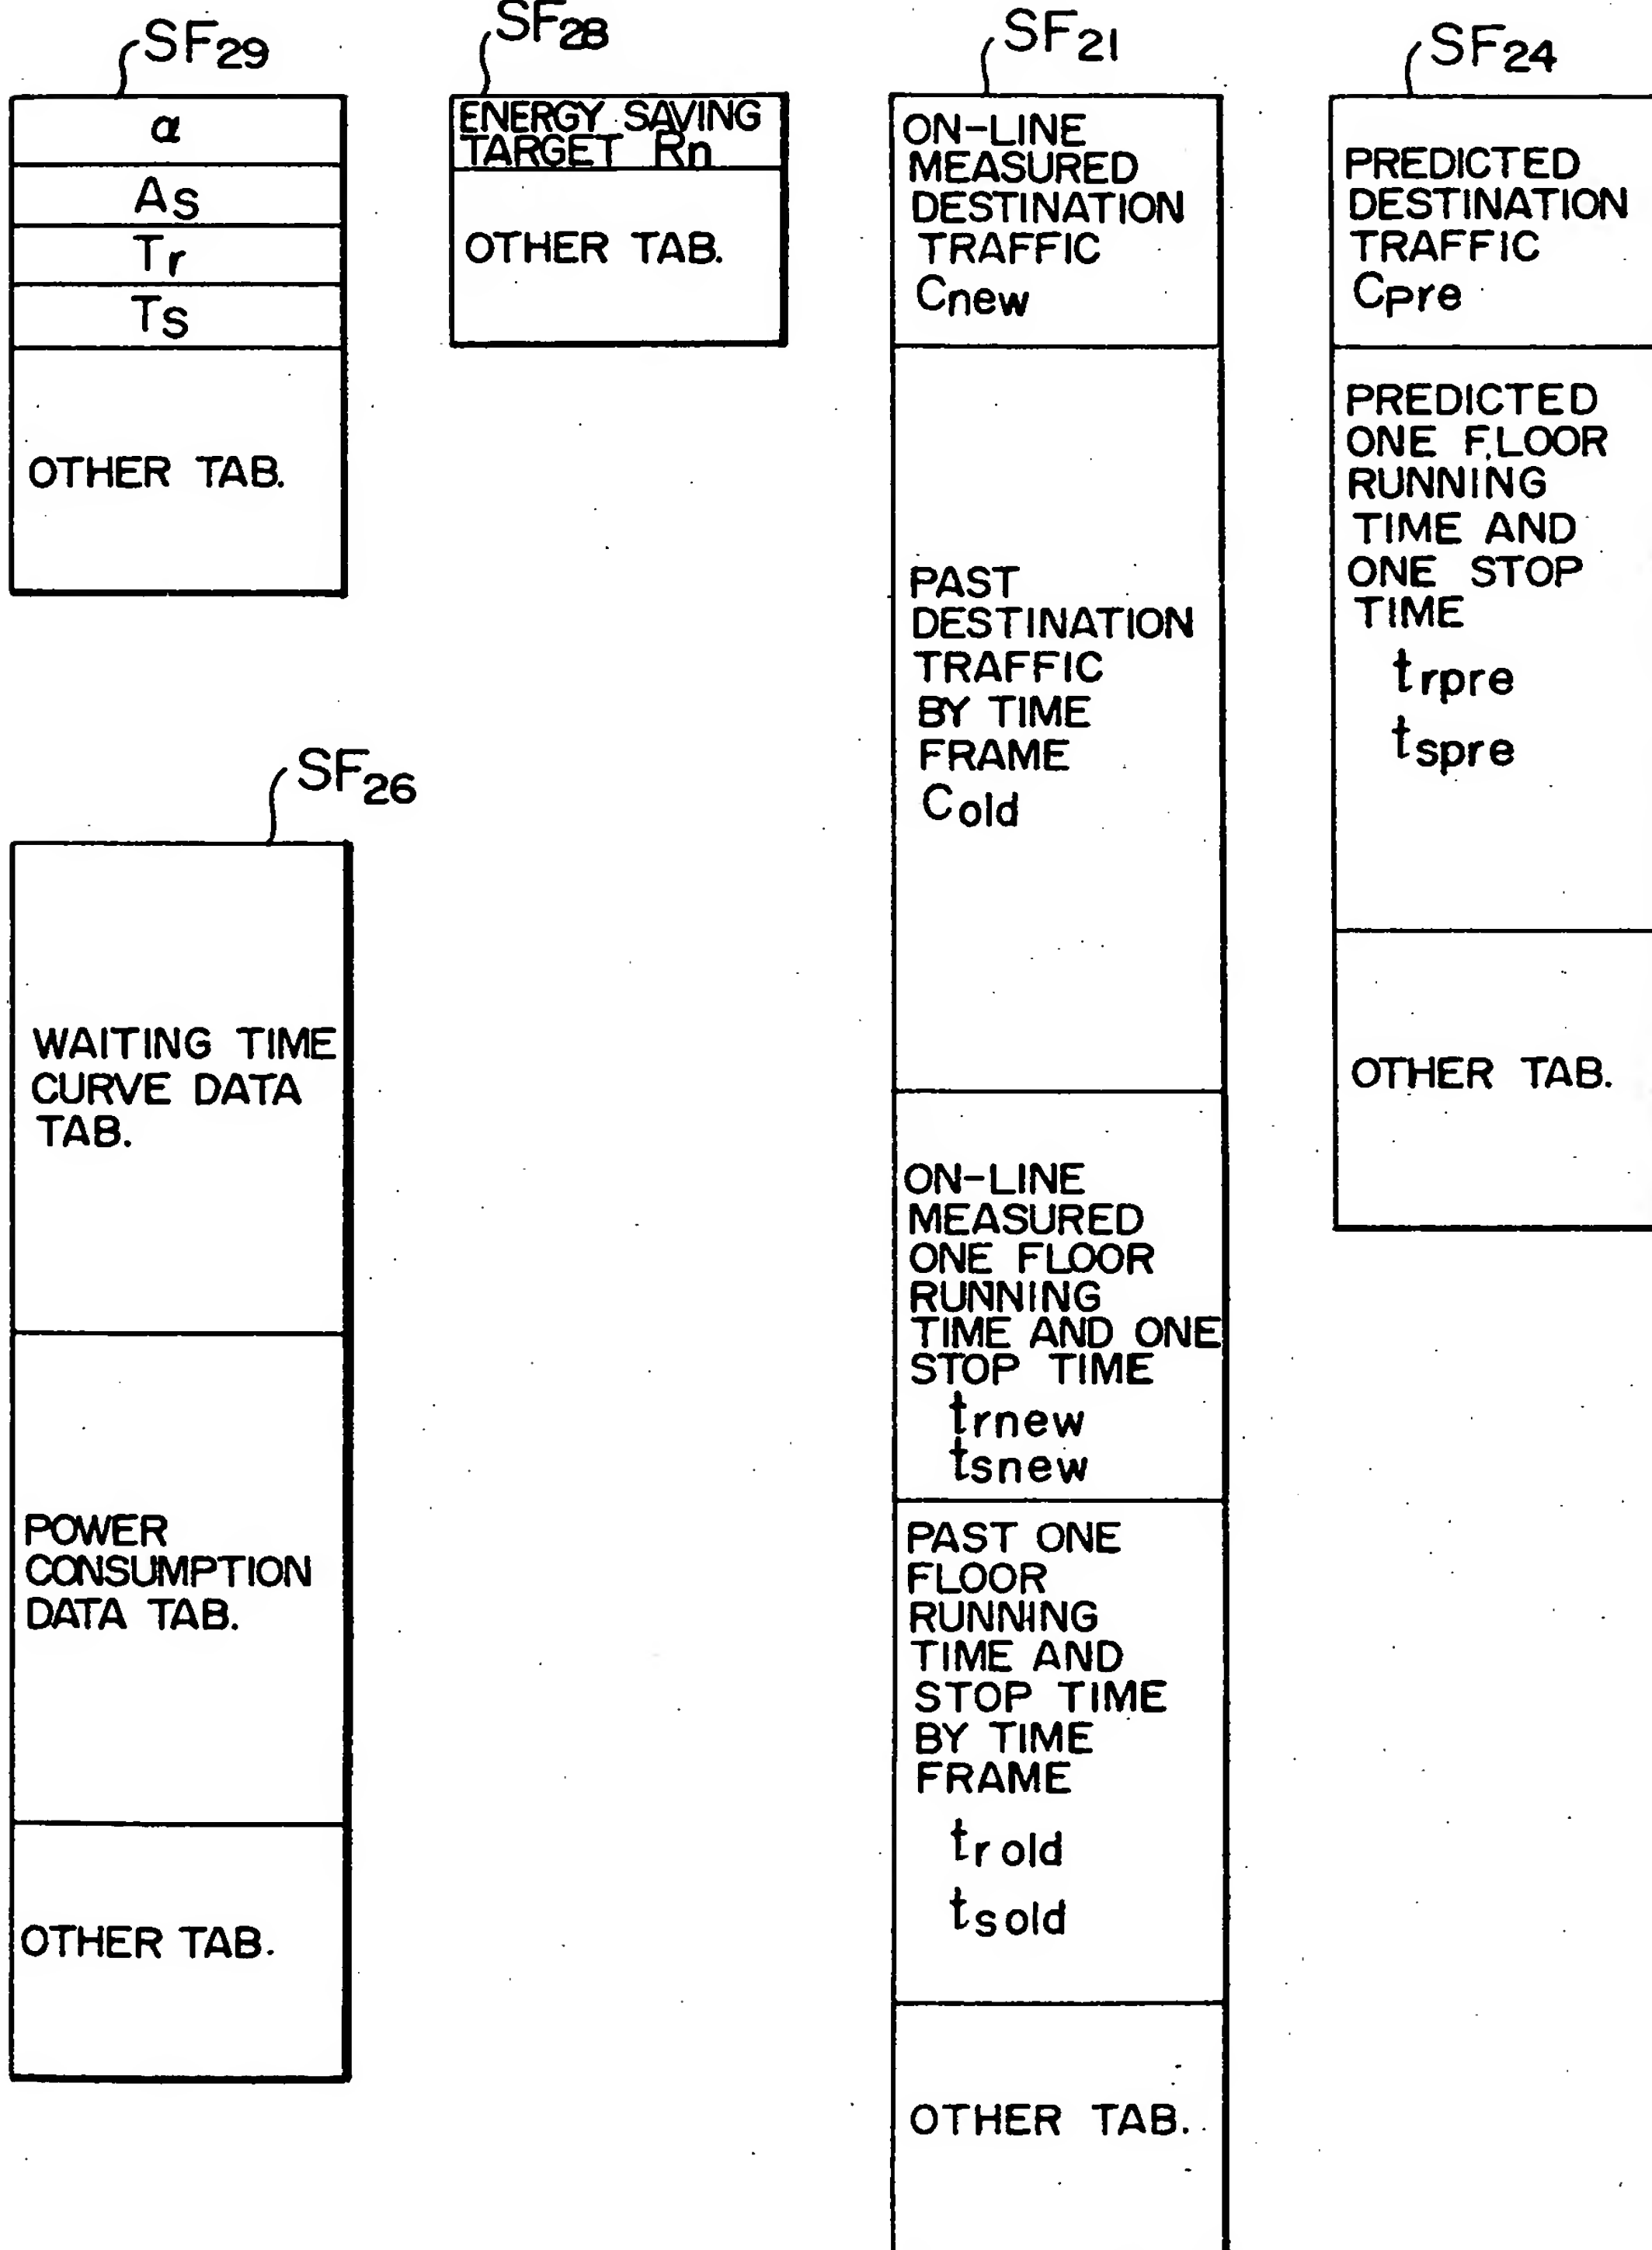 SF29
α
As
Tr
Ts
OTHER TAB.
SF28
ENERGY SAVING
TARGET Rn
OTHER TAB.
SF21
ON-LINE
MEASURED
DESTINATION
TRAFFIC
Cnew
PAST
DESTINATION
TRAFFIC
BY TIME
FRAME
Cold
ON-LINE
MEASURED
ONE FLOOR
RUNNING
TIME AND ONE
STOP TIME
trnew
tsnew
PAST ONE
FLOOR
RUNNING
TIME AND
STOP TIME
BY TIME
FRAME
tr old
ts old
OTHER TAB.
SF24
PREDICTED
DESTINATION
TRAFFIC
Cpre
PREDICTED
ONE FLOOR
RUNNING
TIME AND
ONE STOP
TIME
trpre
tspre
OTHER TAB.
SF26
WAITING TIME
CURVE DATA
TAB.
POWER
CONSUMPTION
DATA TAB.
OTHER TAB.